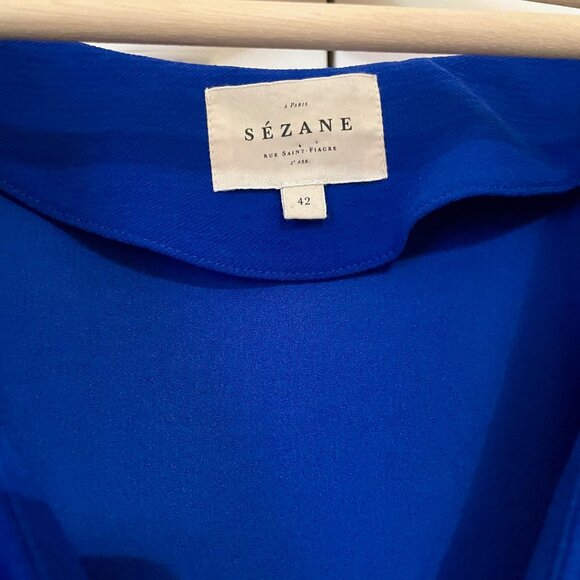 À PARIS
SÉZANE
RUE SAINT-FIACRE
2E ARR.
42